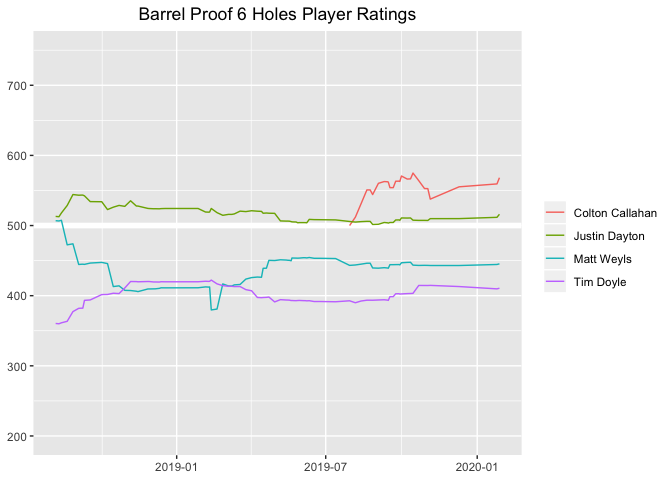 Barrel Proof 6 Holes Player Ratings
700
600
500
400
300
200
2019-01
2019-07
2020-01
Colton Callahan
Justin Dayton
Matt Weyls
Tim Doyle